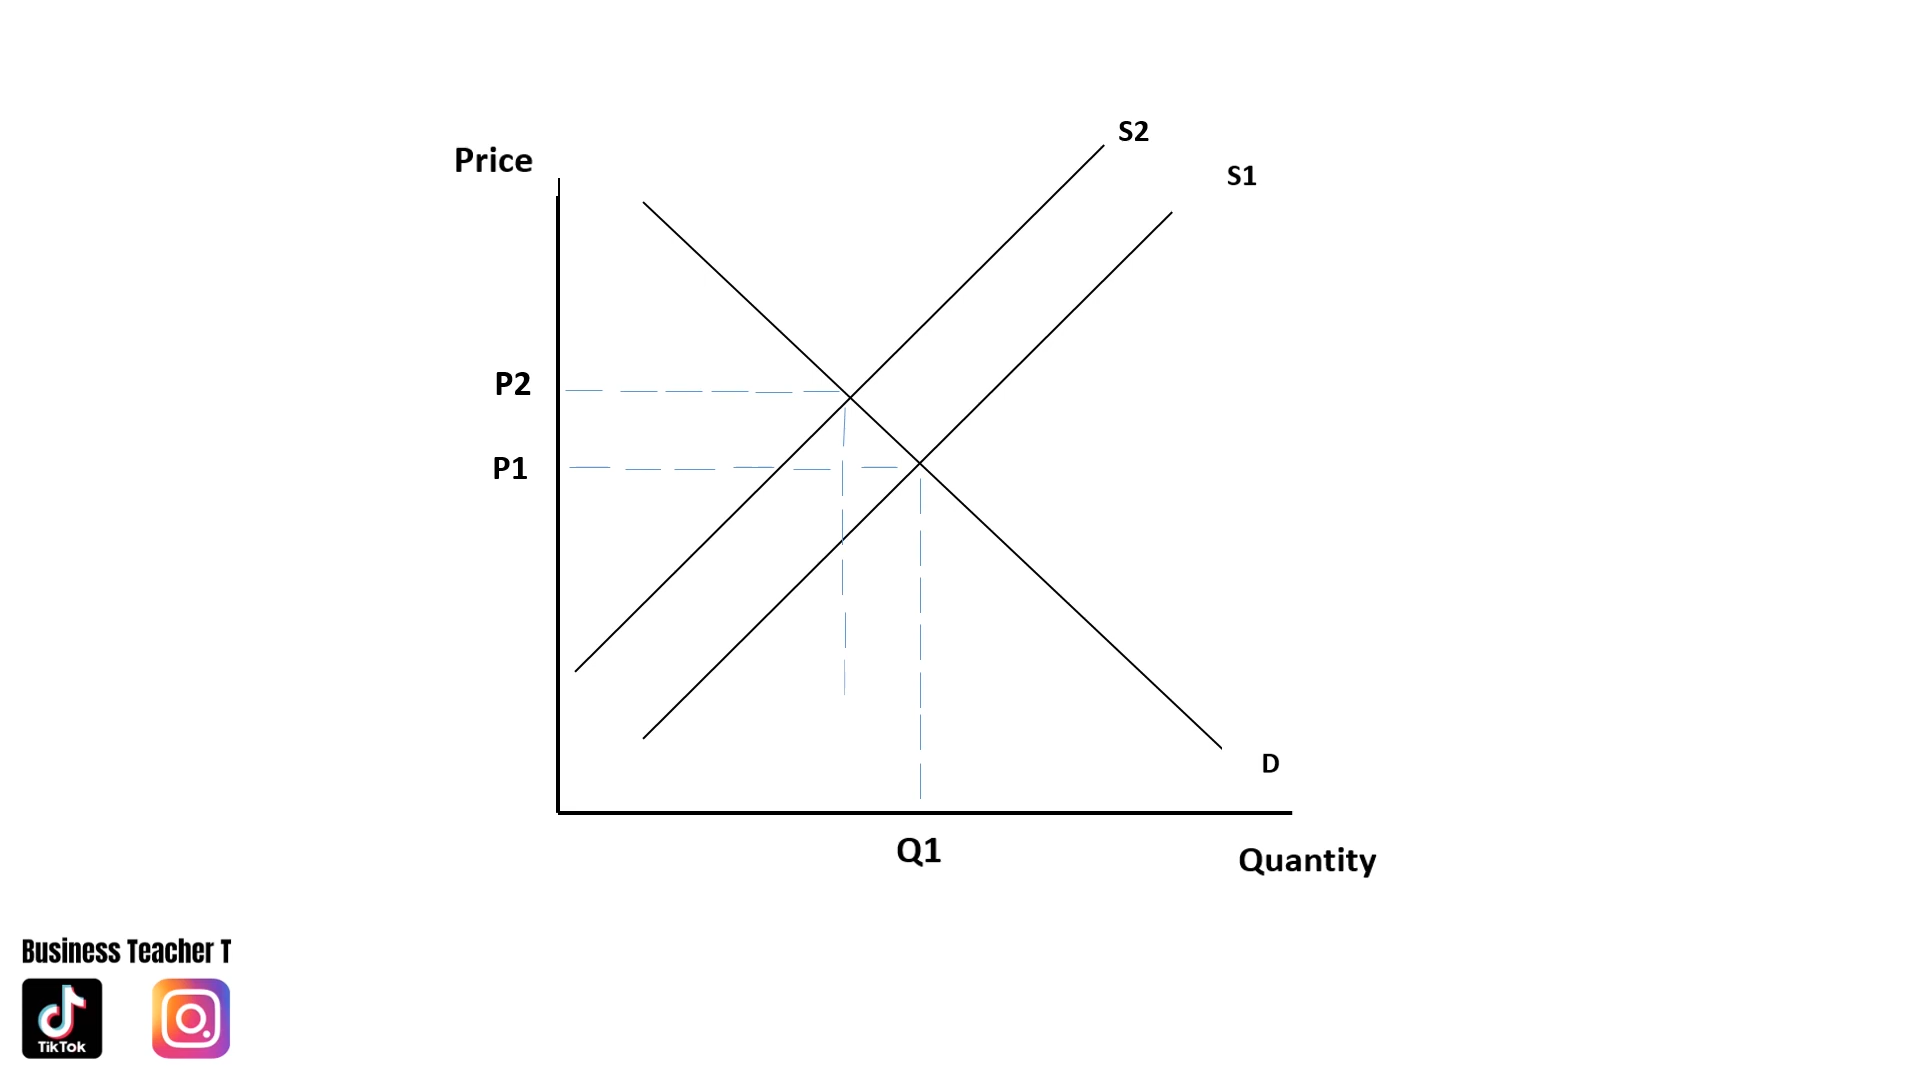 S2
Price
S1
P2
P1
D
Q1
Quantity
Business Teacher T
TikTok